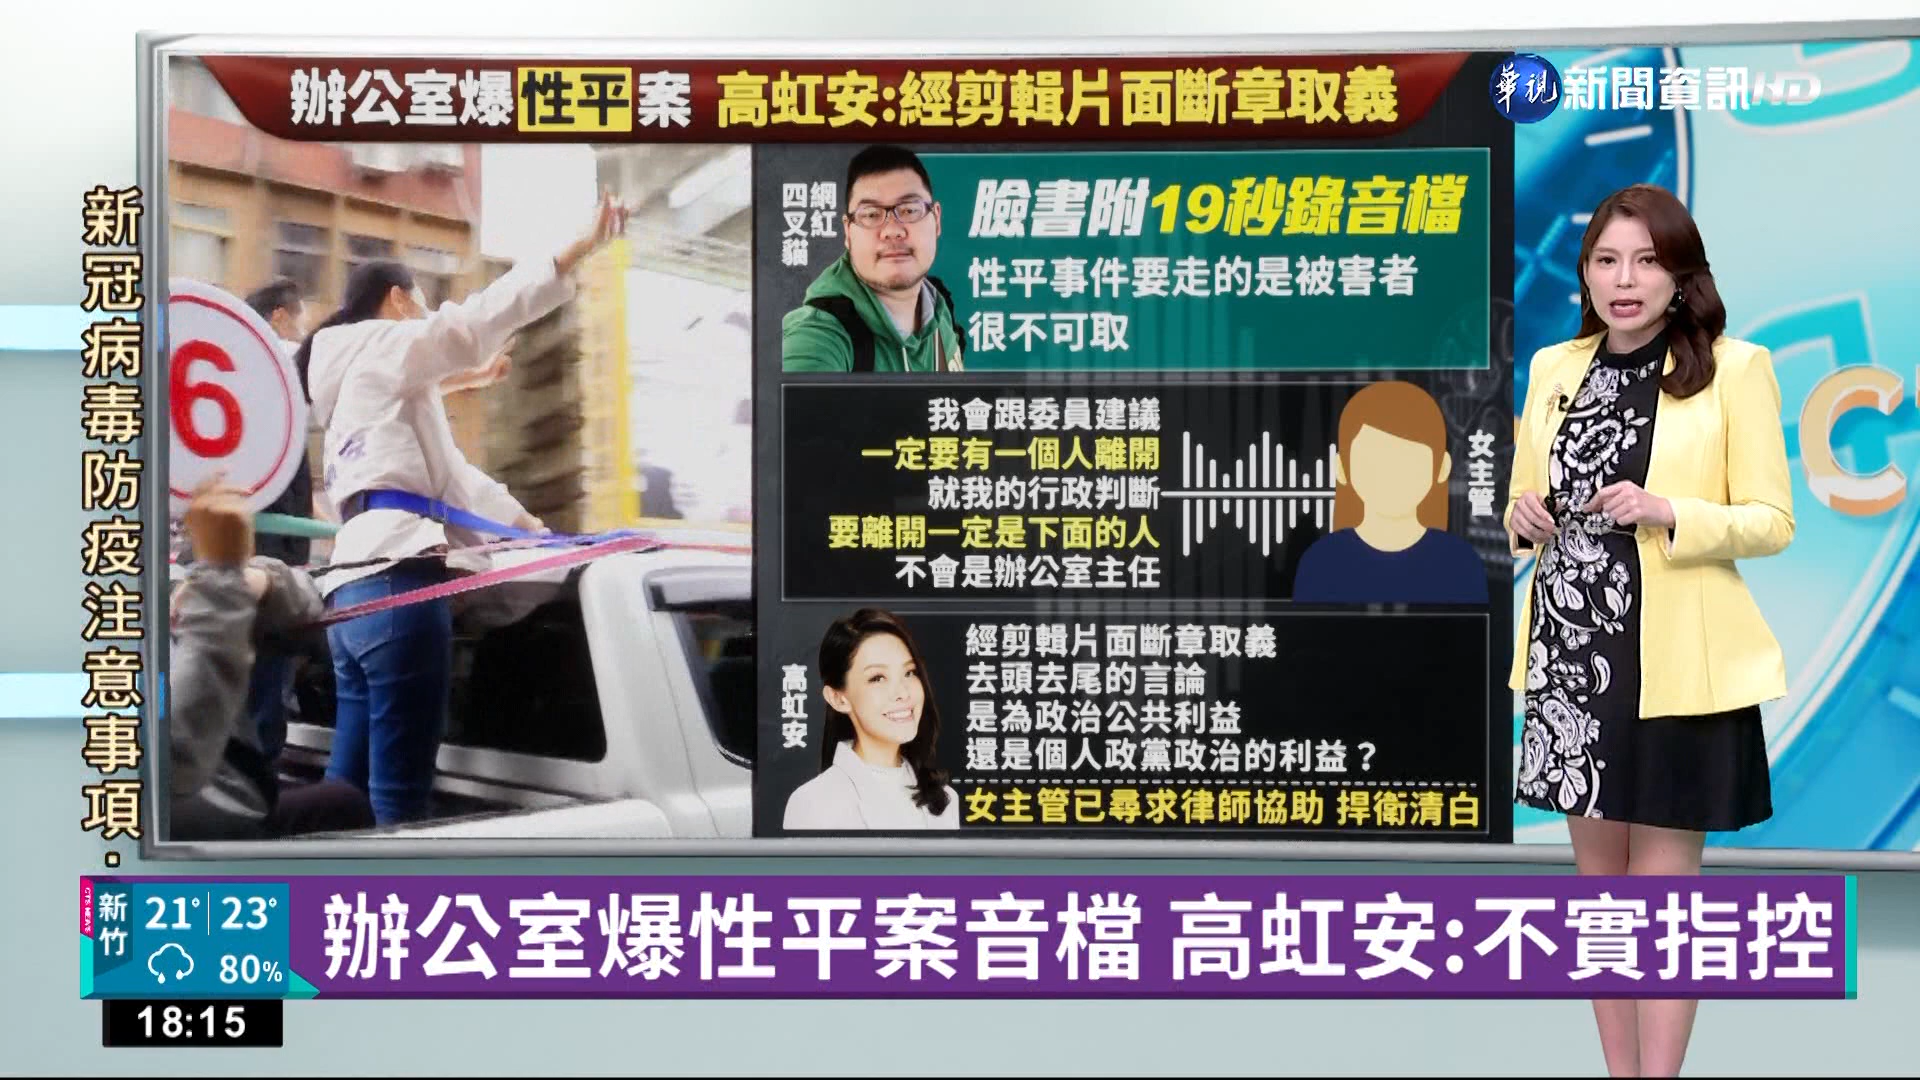 辦公室爆性平案 高虹安:經剪輯片面斷章取義
華視 新聞資訊HD
新冠病毒防疫注意事項·
6
網紅
四叉貓
臉書附19秒錄音檔
性平事件要走的是被害者
很不可取
我會跟委員建議
一定要有一個人離開
就我的行政判斷
要離開一定是下面的人
不會是辦公室主任
女主管
高虹安
經剪輯片面斷章取義
去頭去尾的言論
是為政治公共利益
還是個人政黨政治的利益？
女主管已尋求律師協助 捍衛清白
C
CTS NEWS
新竹
21° 23°
80%
辦公室爆性平案音檔 高虹安:不實指控
18:15